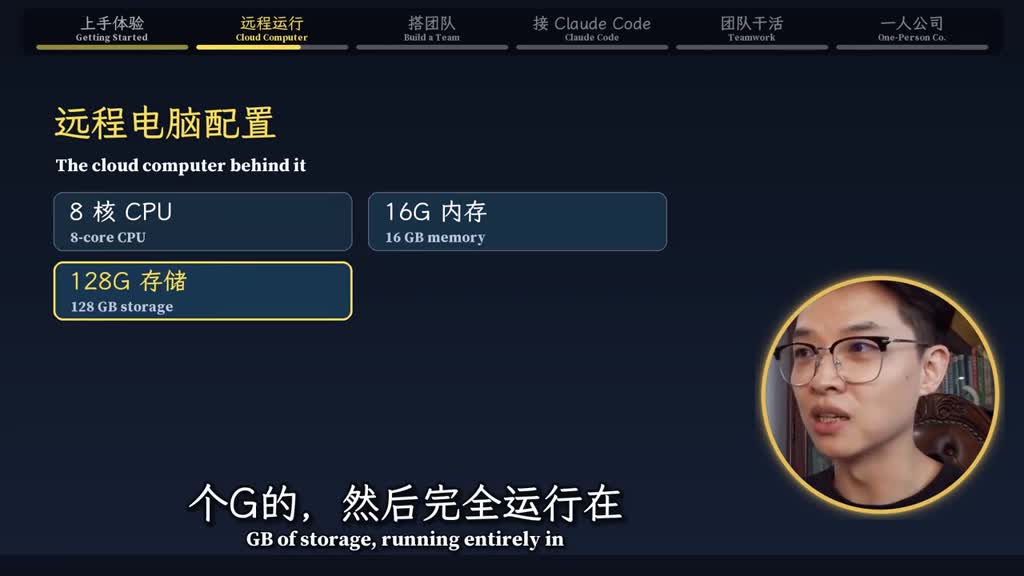 上手体验
Getting Started
远程运行
Cloud Computer
搭团队
Build a Team
接 Claude Code
Claude Code
团队干活
Teamwork
一人公司
One-Person Co.
远程电脑配置
The cloud computer behind it
8 核 CPU
8-core CPU
16G 内存
16 GB memory
128G 存储
128 GB storage
个G的，然后完全运行在
GB of storage, running entirely in